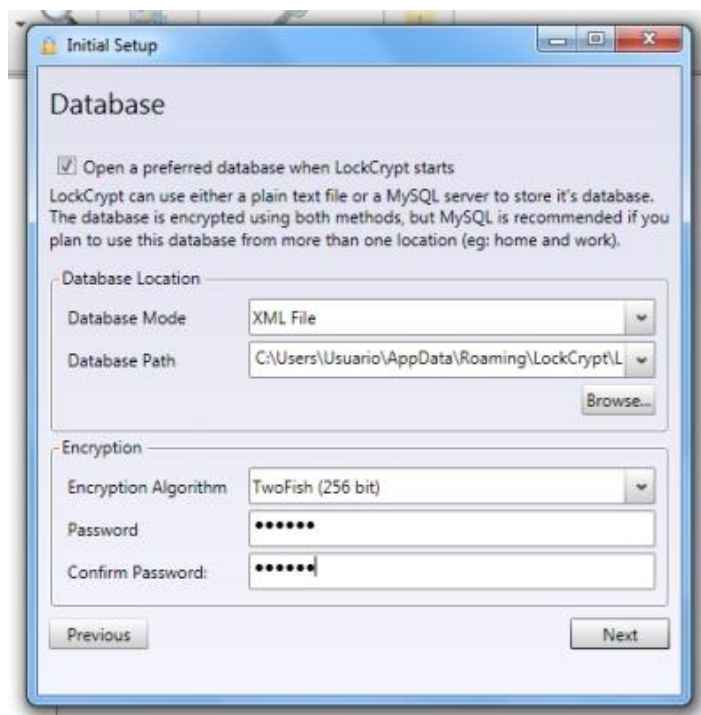 Initial Setup
Database
Open a preferred database when LockCrypt starts
LockCrypt can use either a plain text file or a MySQL server to store it's database.
The database is encrypted using both methods, but MySQL is recommended if you
plan to use this database from more than one location (eg: home and work).
Database Location
Database Mode
XML File
Database Path
C:\Users\Usuario\AppData\Roaming\LockCrypt\L
Browse...
Encryption
Encryption Algorithm
TwoFish (256 bit)
Password
••••••
Confirm Password:
••••••
Previous
Next